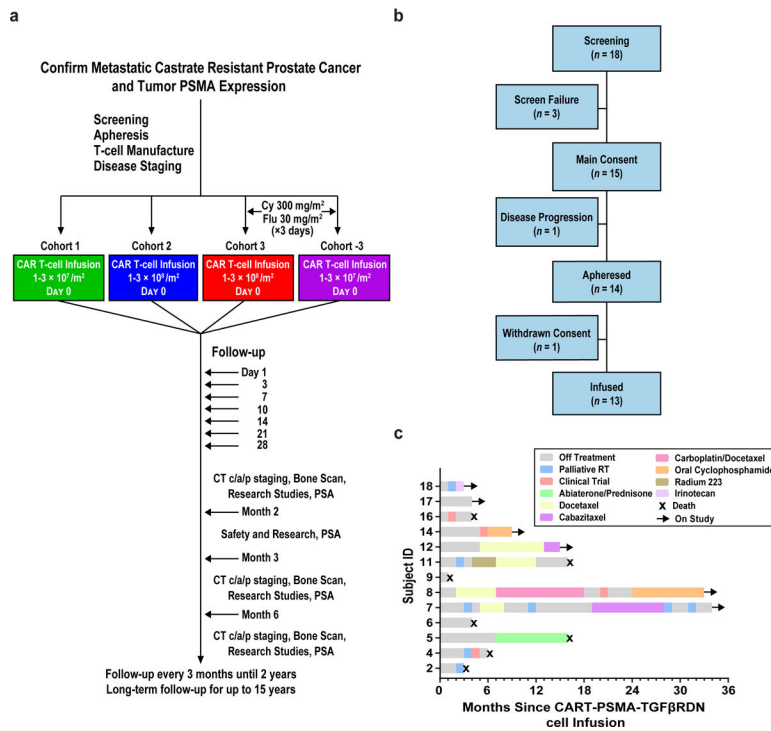 a
Confirm Metastatic Castrate Resistant Prostate Cancer
and Tumor PSMA Expression
Screening
Apheresis
T-cell Manufacture
Disease Staging
Cy 300 mg/m²
Flu 30 mg/m²
(×3 days)
Cohort 1
Cohort 2
Cohort 3
Cohort -3
CAR T-cell Infusion
1-3 × 10⁷/m²
DAY 0
CAR T-cell Infusion
1-3 × 10⁸/m²
DAY 0
CAR T-cell Infusion
1-3 × 10⁸/m²
DAY 0
CAR T-cell Infusion
1-3 × 10⁷/m²
DAY 0
Follow-up
Day 1
3
7
10
14
21
28
CT c/a/p staging, Bone Scan,
Research Studies, PSA
Month 2
Safety and Research, PSA
Month 3
CT c/a/p staging, Bone Scan,
Research Studies, PSA
Month 6
CT c/a/p staging, Bone Scan,
Research Studies, PSA
Follow-up every 3 months until 2 years
Long-term follow-up for up to 15 years
b
Screening
(n = 18)
Screen Failure
(n = 3)
Main Consent
(n = 15)
Disease Progression
(n = 1)
Apheresed
(n = 14)
Withdrawn Consent
(n = 1)
Infused
(n = 13)
c
Off Treatment
Palliative RT
Clinical Trial
Abiaterone/Prednisone
Docetaxel
Cabazitaxel
Carboplatin/Docetaxel
Oral Cyclophosphamide
Radium 223
Irinotecan
X Death
On Study
Subject ID
18
17
16
14
12
11
9
8
7
6
5
4
2
0 6 12 18 24 30 36
Months Since CART-PSMA-TGFβRDN
cell Infusion